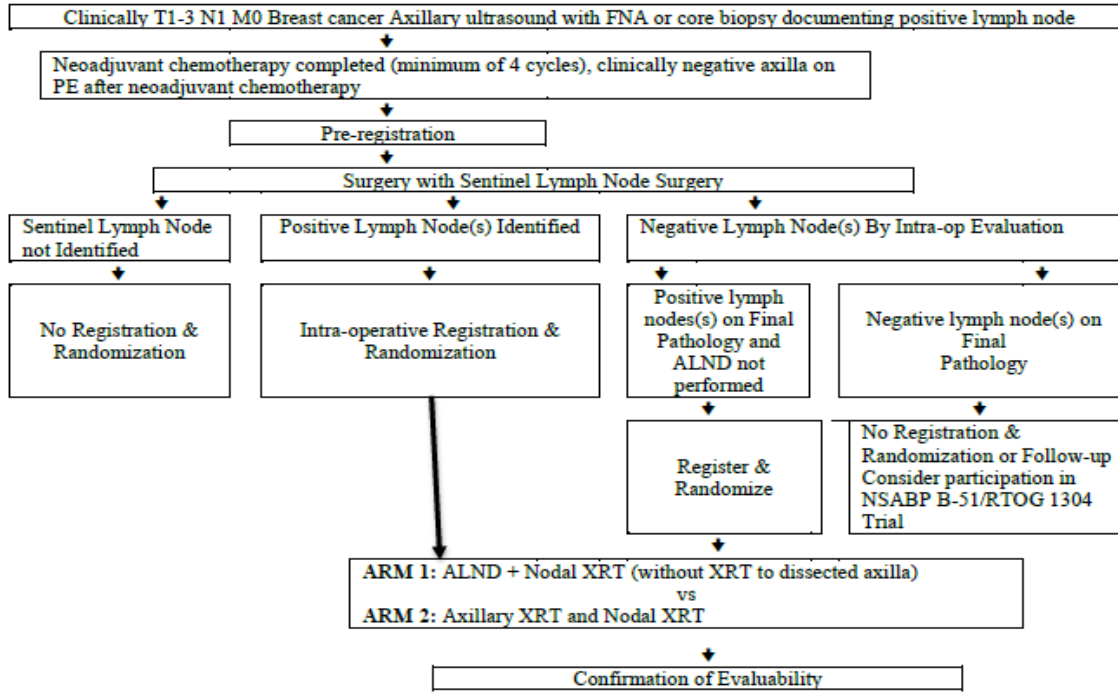 Clinically T1-3 N1 M0 Breast cancer Axillary ultrasound with FNA or core biopsy documenting positive lymph node
Neoadjuvant chemotherapy completed (minimum of 4 cycles), clinically negative axilla on
PE after neoadjuvant chemotherapy
Pre-registration
Surgery with Sentinel Lymph Node Surgery
Sentinel Lymph Node
not Identified
Positive Lymph Node(s) Identified
Negative Lymph Node(s) By Intra-op Evaluation
No Registration &
Randomization
Intra-operative Registration &
Randomization
Positive lymph
nodes(s) on Final
Pathology and
ALND not
performed
Negative lymph node(s) on
Final
Pathology
Register &
Randomize
No Registration &
Randomization or Follow-up
Consider participation in
NSABP B-51/RTOG 1304
Trial
ARM 1: ALND + Nodal XRT (without XRT to dissected axilla)
vs
ARM 2: Axillary XRT and Nodal XRT
Confirmation of Evaluability